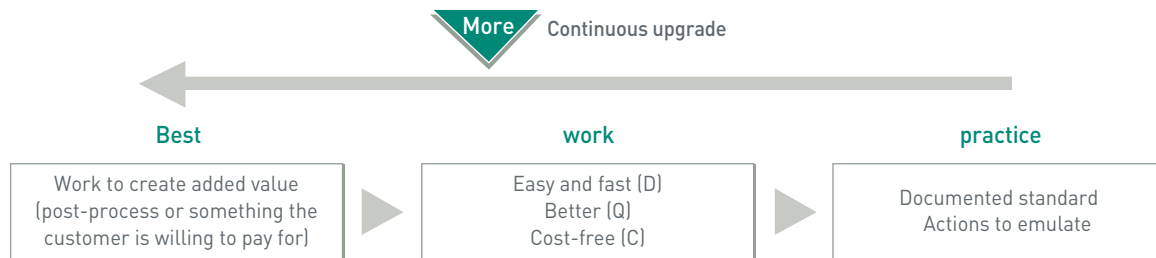 More
Continuous upgrade
Best
work
practice
Work to create added value
(post-process or something the
customer is willing to pay for)
Easy and fast (D)
Better (Q)
Cost-free (C)
Documented standard
Actions to emulate